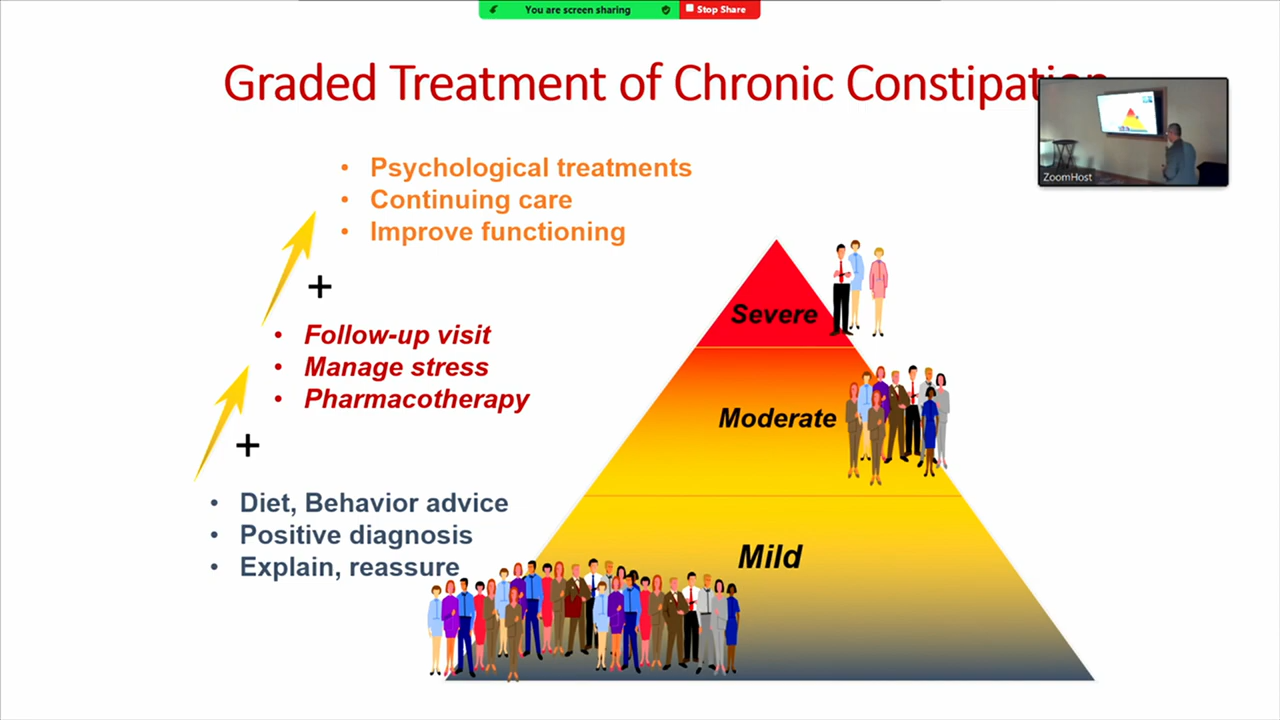 You are screen sharing
Stop Share
Graded Treatment of Chronic Constipation
ZoomHost
• Psychological treatments
• Continuing care
• Improve functioning
+
• Follow-up visit
• Manage stress
• Pharmacotherapy
+
• Diet, Behavior advice
• Positive diagnosis
• Explain, reassure
Severe
Moderate
Mild